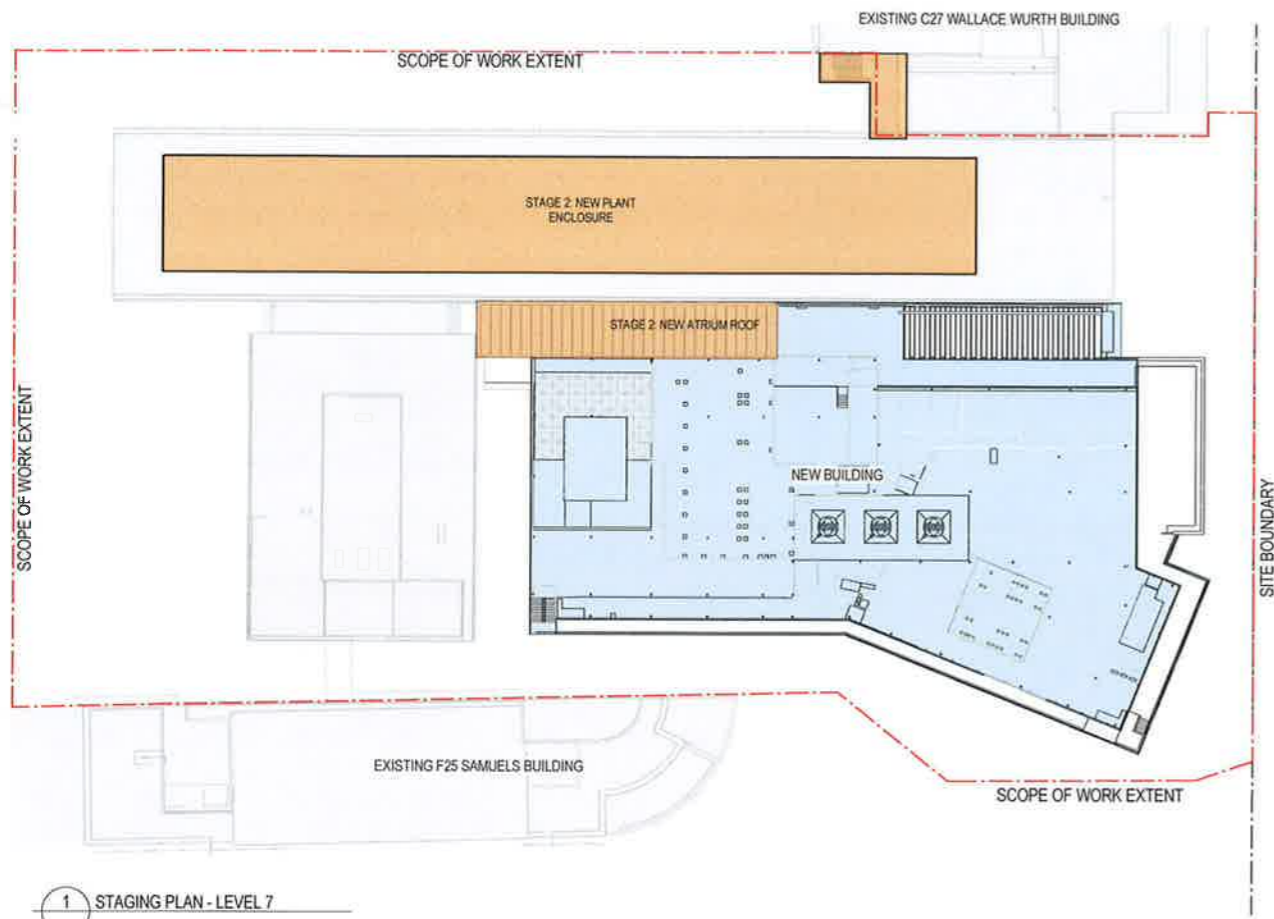 EXISTING C27 WALLACE WURTH BUILDING
SCOPE OF WORK EXTENT
STAGE 2: NEW PLANT
ENCLOSURE
STAGE 2: NEW ATRIUM ROOF
SCOPE OF WORK EXTENT
NEW BUILDING
SITE BOUNDARY
EXISTING F25 SAMUELS BUILDING
SCOPE OF WORK EXTENT
1 STAGING PLAN - LEVEL 7